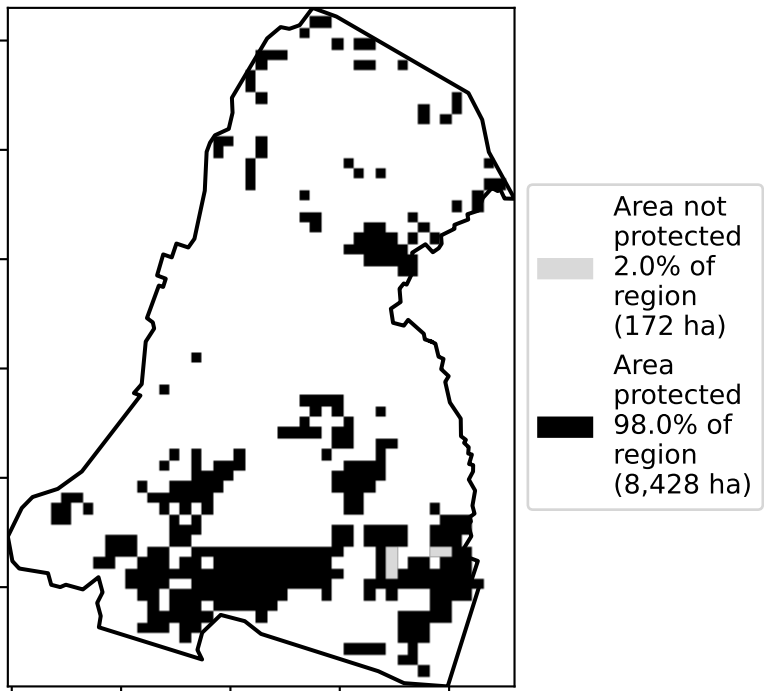 Area not
protected
2.0% of
region
(172 ha)
Area
protected
98.0% of
region
(8,428 ha)